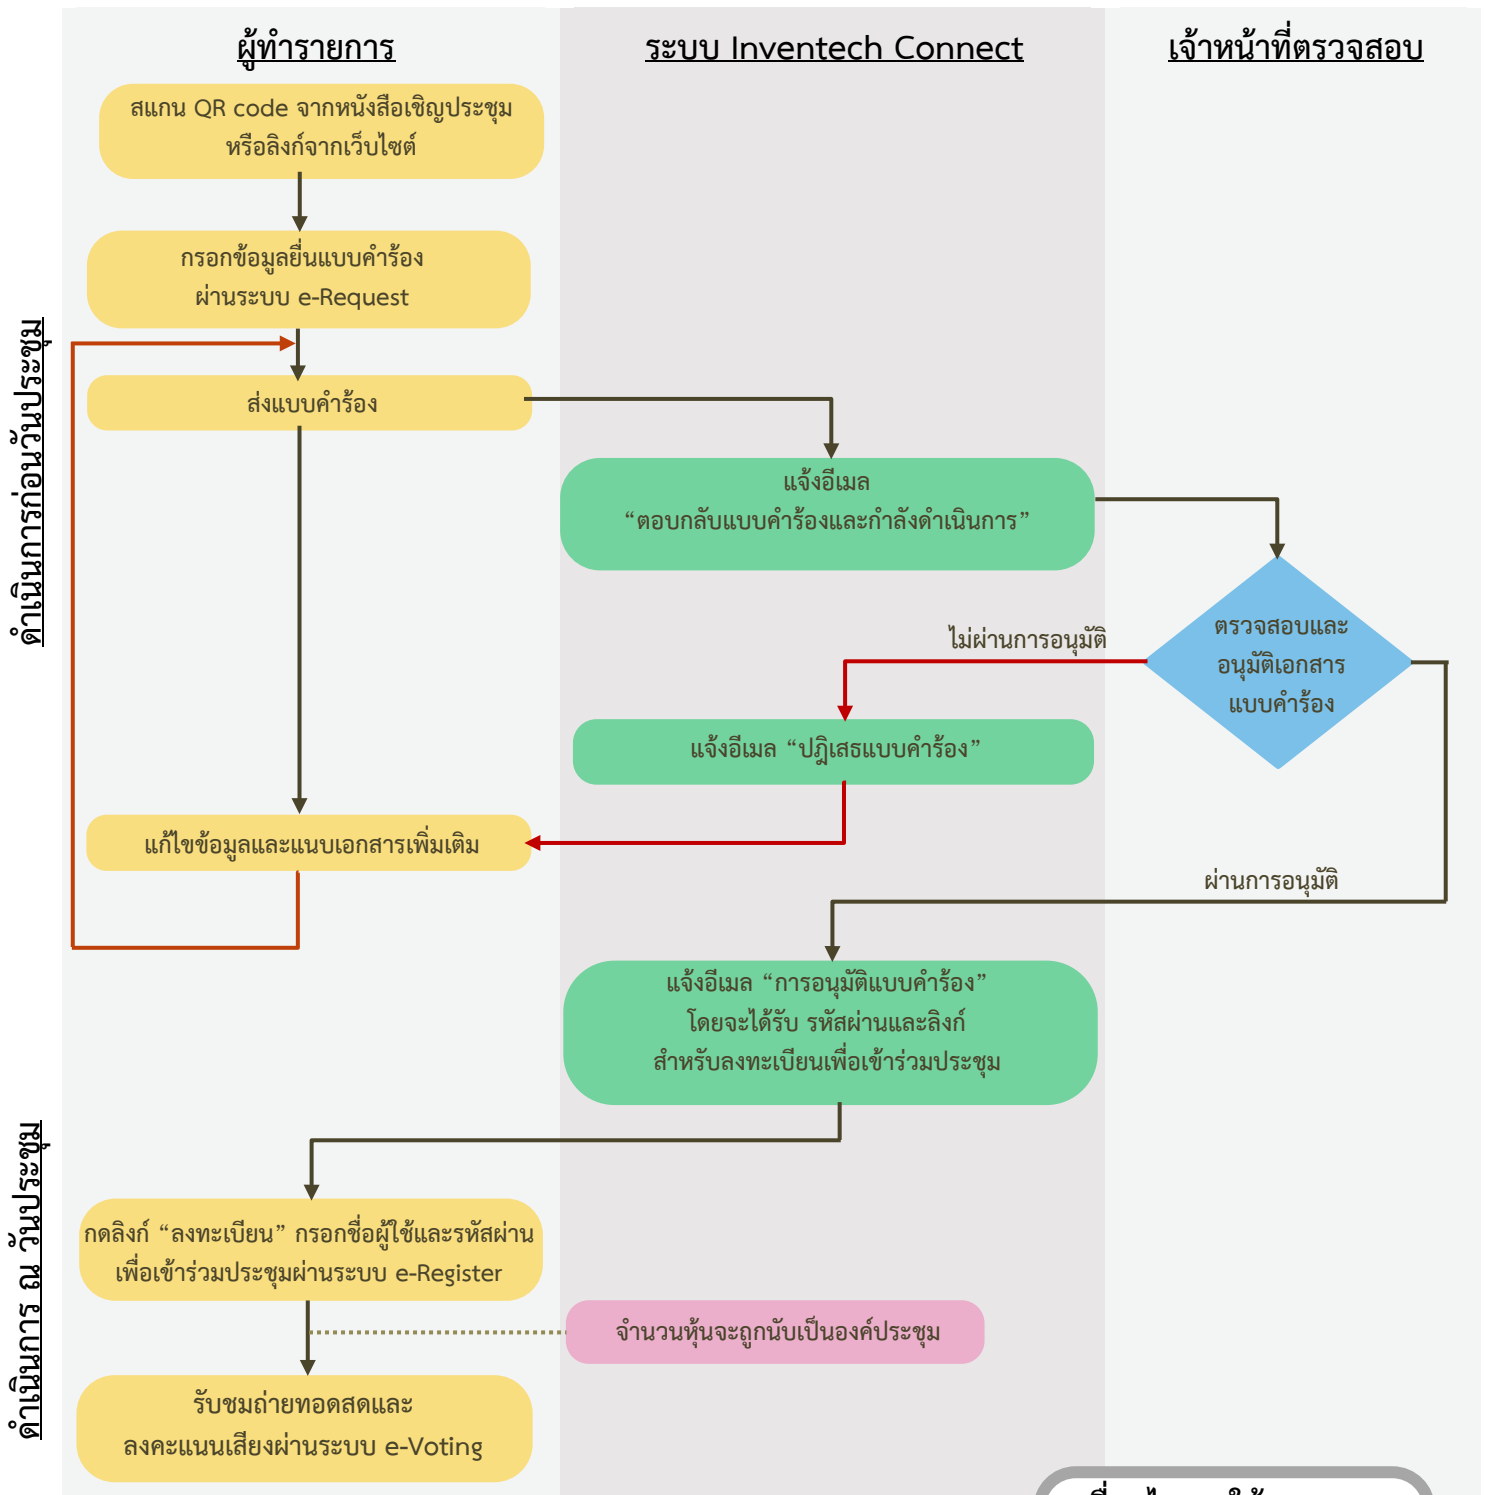 ผู้ทำรายการ
ระบบ Inventech Connect
เจ้าหน้าที่ตรวจสอบ
ดำเนินการก่อนวันประชุม
สแกน QR code จากหนังสือเชิญประชุม
หรือลิงก์จากเว็บไซต์
กรอกข้อมูลยื่นแบบคำร้อง
ผ่านระบบ e-Request
ส่งแบบคำร้อง
แจ้งอีเมล
“ตอบกลับแบบคำร้องและกำลังดำเนินการ”
ตรวจสอบและ
อนุมัติเอกสาร
แบบคำร้อง
ไม่ผ่านการอนุมัติ
แจ้งอีเมล “ปฎิเสธแบบคำร้อง”
แก้ไขข้อมูลและแนบเอกสารเพิ่มเติม
ผ่านการอนุมัติ
แจ้งอีเมล “การอนุมัติแบบคำร้อง”
โดยจะได้รับ รหัสผ่านและลิงก์
สำหรับลงทะเบียนเพื่อเข้าร่วมประชุม
ดำเนินการ ณ วันประชุม
กดลิงก์ “ลงทะเบียน” กรอกชื่อผู้ใช้และรหัสผ่าน
เพื่อเข้าร่วมประชุมผ่านระบบ e-Register
จำนวนหุ้นจะถูกนับเป็นองค์ประชุม
รับชมถ่ายทอดสดและ
ลงคะแนนเสียงผ่านระบบ e-Voting